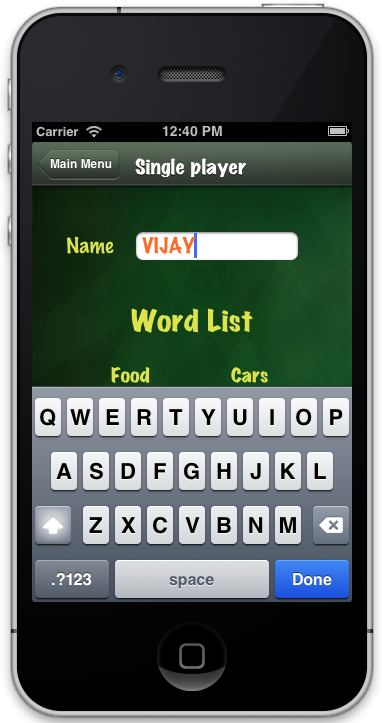 Carrier 12:40 PM
Main Menu Single player
Name VIJAY
Word List
Food Cars
Q W E R T Y U I O P
A S D F G H J K L
Z X C V B N M
.?123 space Done